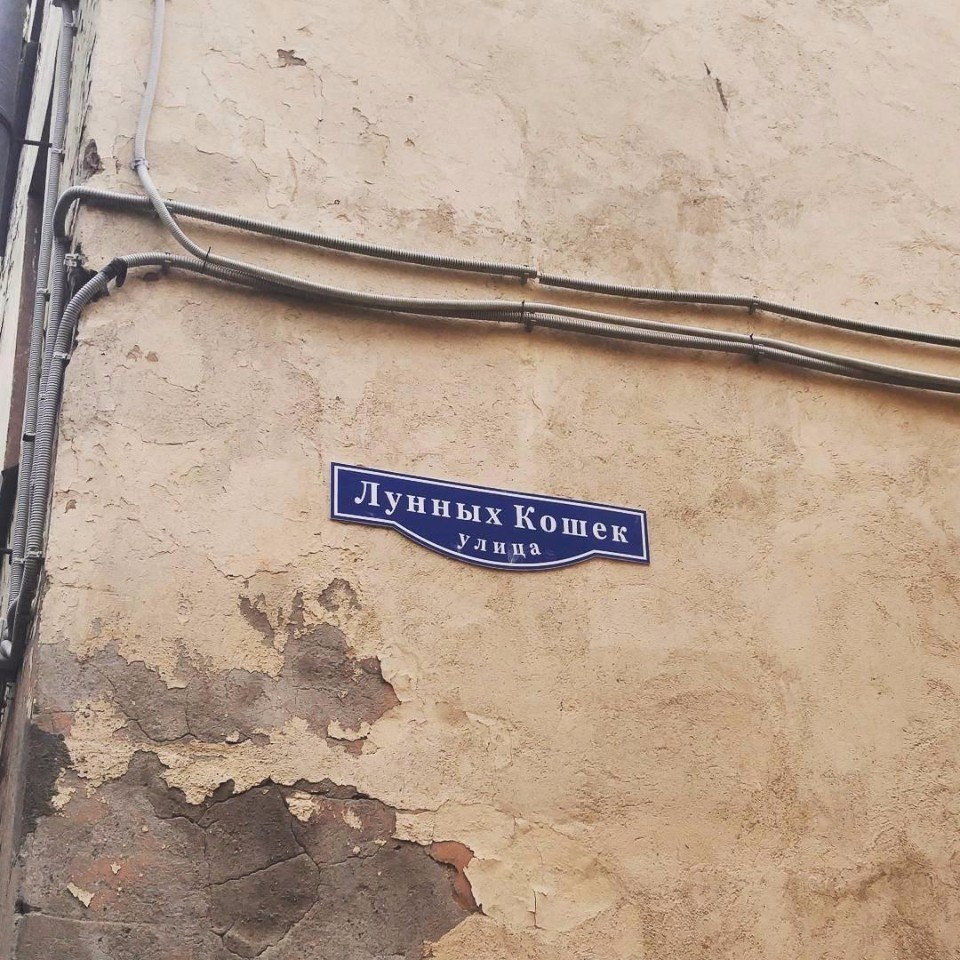 Лунных Кошек
улица